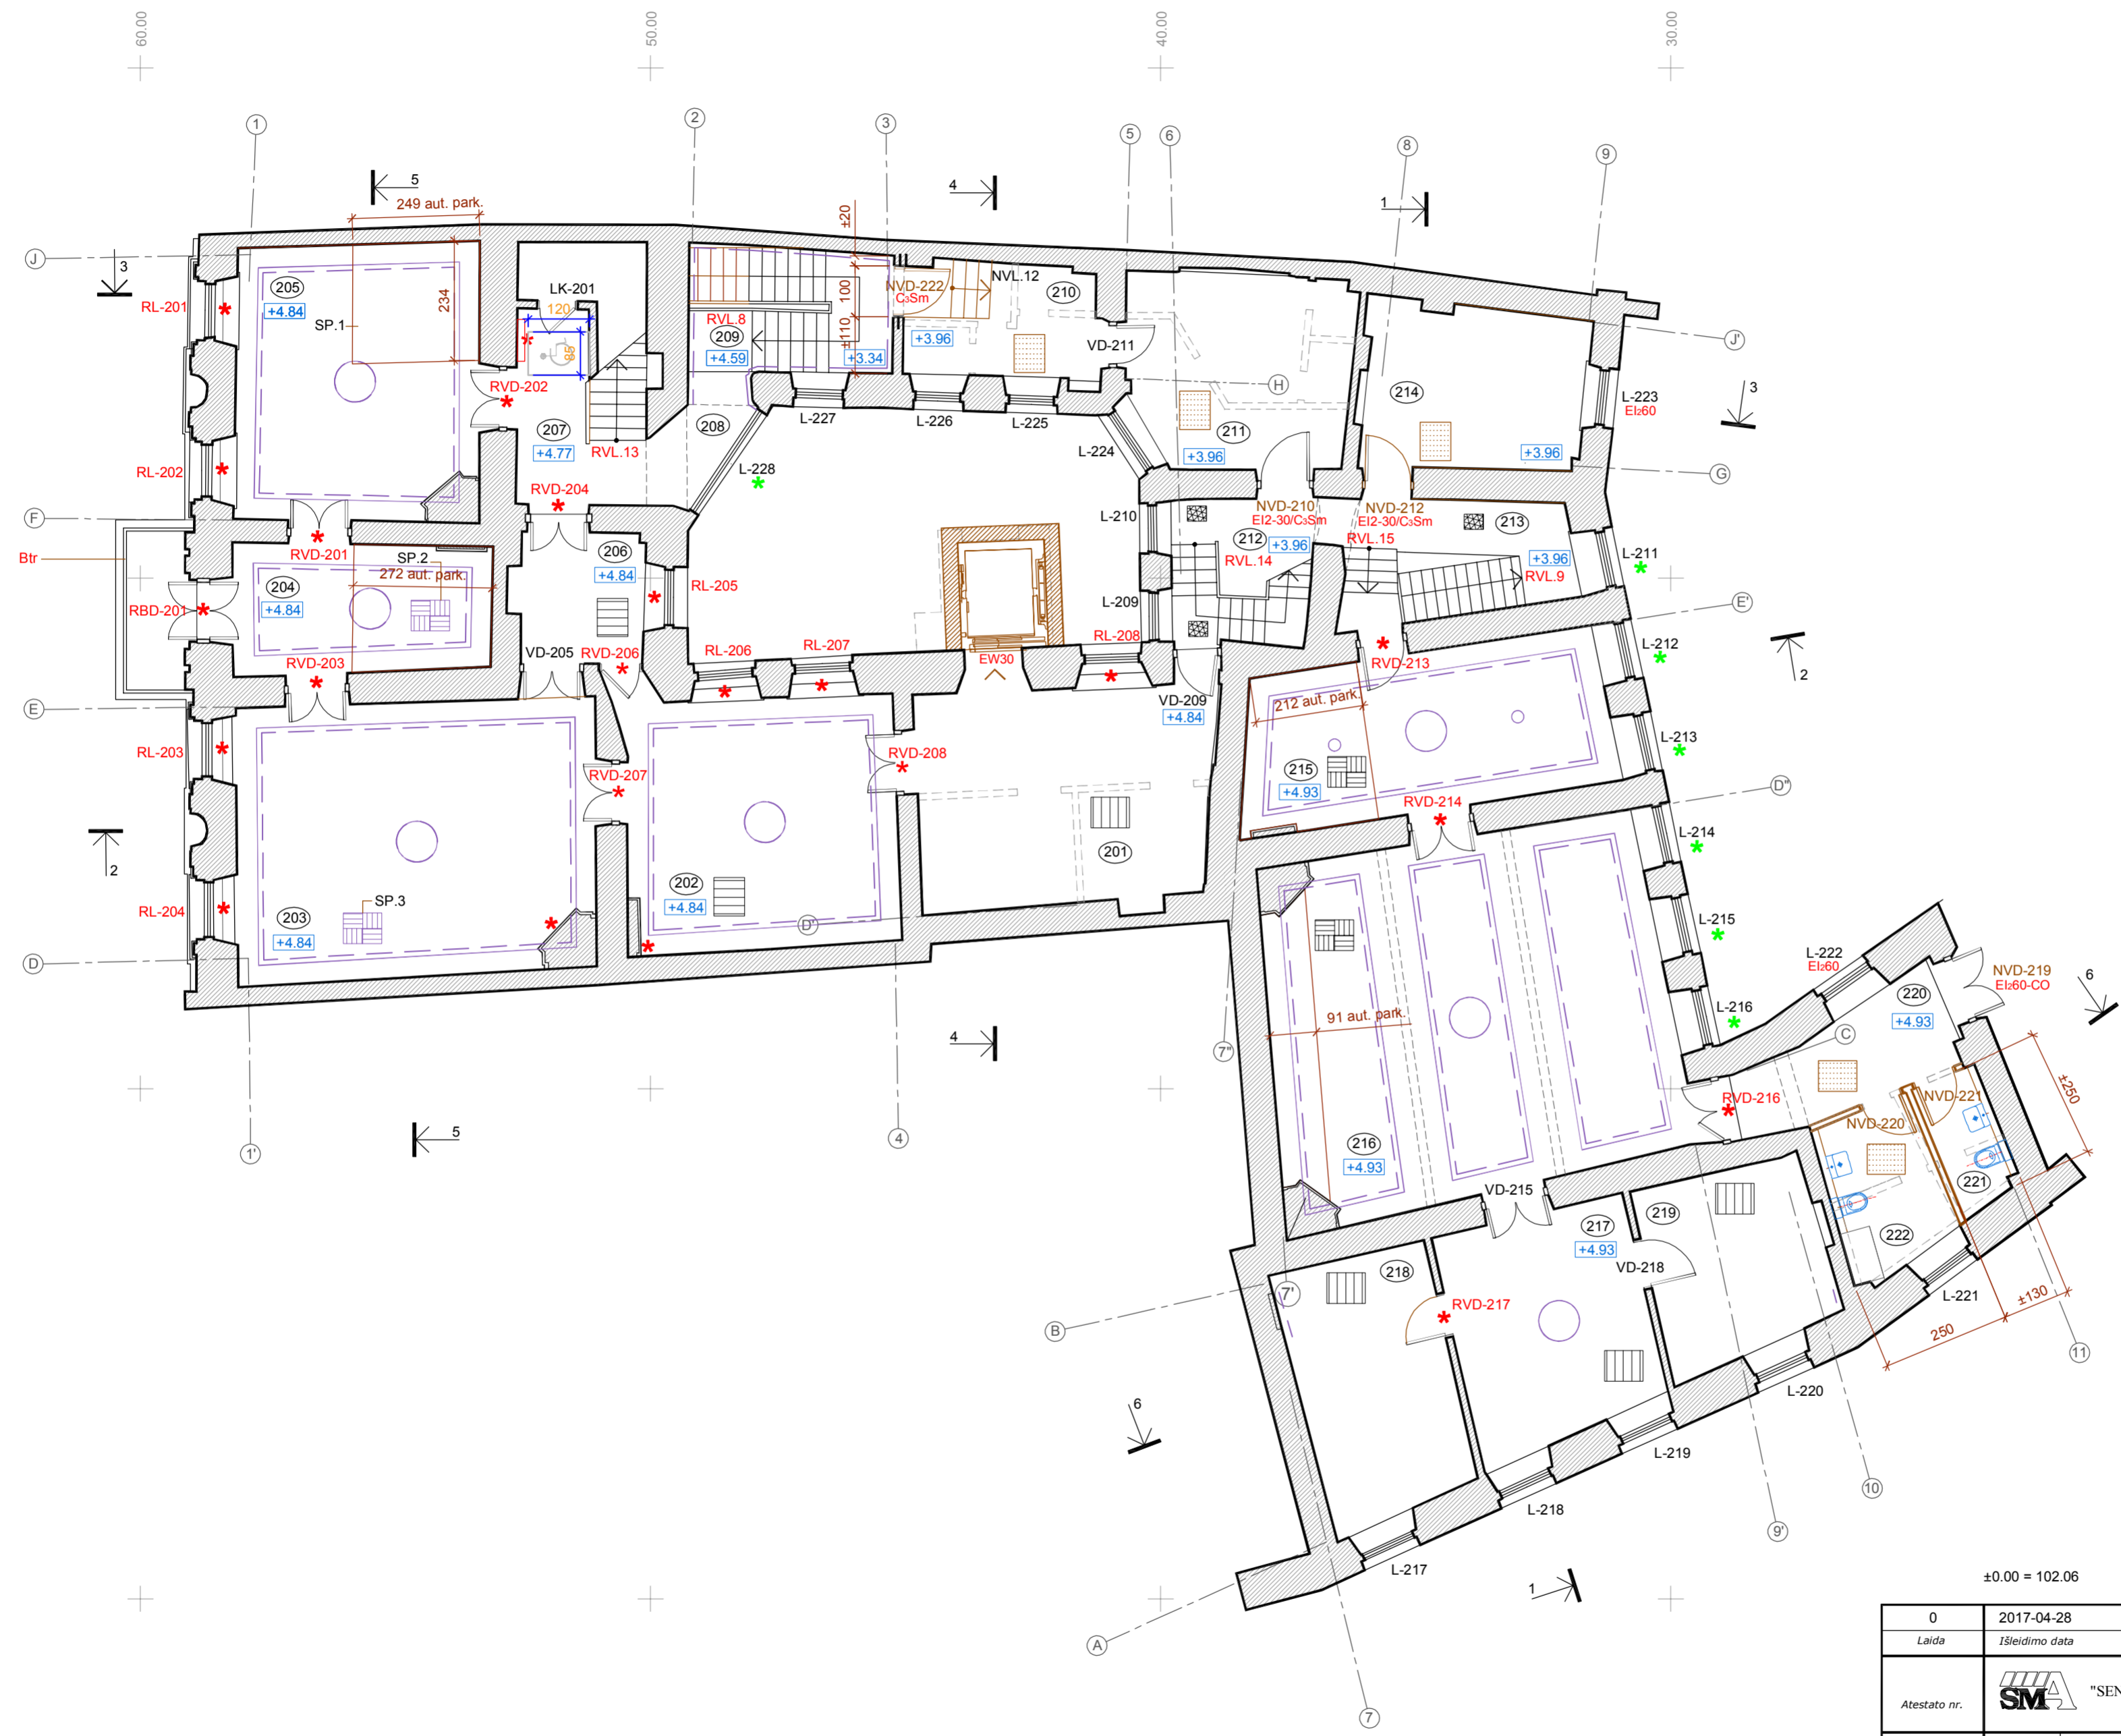 60.00
50.00
40.00
30.00
1
2
3
5
6
8
9
5
4
1
249 aut. park.
±20
J
3
205
+4.84
RL-201
SP.1
234
LK-201
120
85
RVD-202
RVL.8
209
+4.59
±110
100
+3.34
NVD-222
C3Sm
NVL.12
210
+3.96
VD-211
H
J'
214
L-223
EI260
3
211
+3.96
+3.96
G
L-227
L-226
L-225
L-224
208
207
+4.77
RVL.13
RL-202
L-228
RVD-204
F
RVD-201
SP.2
272 aut. park.
Btr
204
+4.84
RBD-201
RVD-203
206
+4.84
RL-205
VD-205
RVD-206
RL-206
RL-207
EW30
RL-208
L-210
L-209
NVD-210
EI2-30/C3Sm
NVD-212
EI2-30/C3Sm
213
212
+3.96
RVL.14
RVL.15
+3.96
RVL.9
L-211
E'
L-212
2
RVD-213
VD-209
+4.84
212 aut. park.
E
RL-203
RVD-207
RVD-208
L-213
D"
215
+4.93
RVD-214
L-214
2
201
202
+4.84
D'
SP.3
203
+4.84
RL-204
D
L-215
L-222
EI260
NVD-219
EI260-CO
220
+4.93
6
L-216
C
91 aut. park.
7"
4
5
1'
4
RVD-216
NVD-221
NVD-220
±250
216
+4.93
221
VD-215
217
+4.93
219
222
VD-218
218
7'
RVD-217
L-221
±130
250
11
B
L-220
6
L-219
10
L-218
9'
L-217
1
A
7
±0.00 = 102.06
0
2017-04-28
Laida
Išleidimo data
Atestato nr.
SMA
"SEN